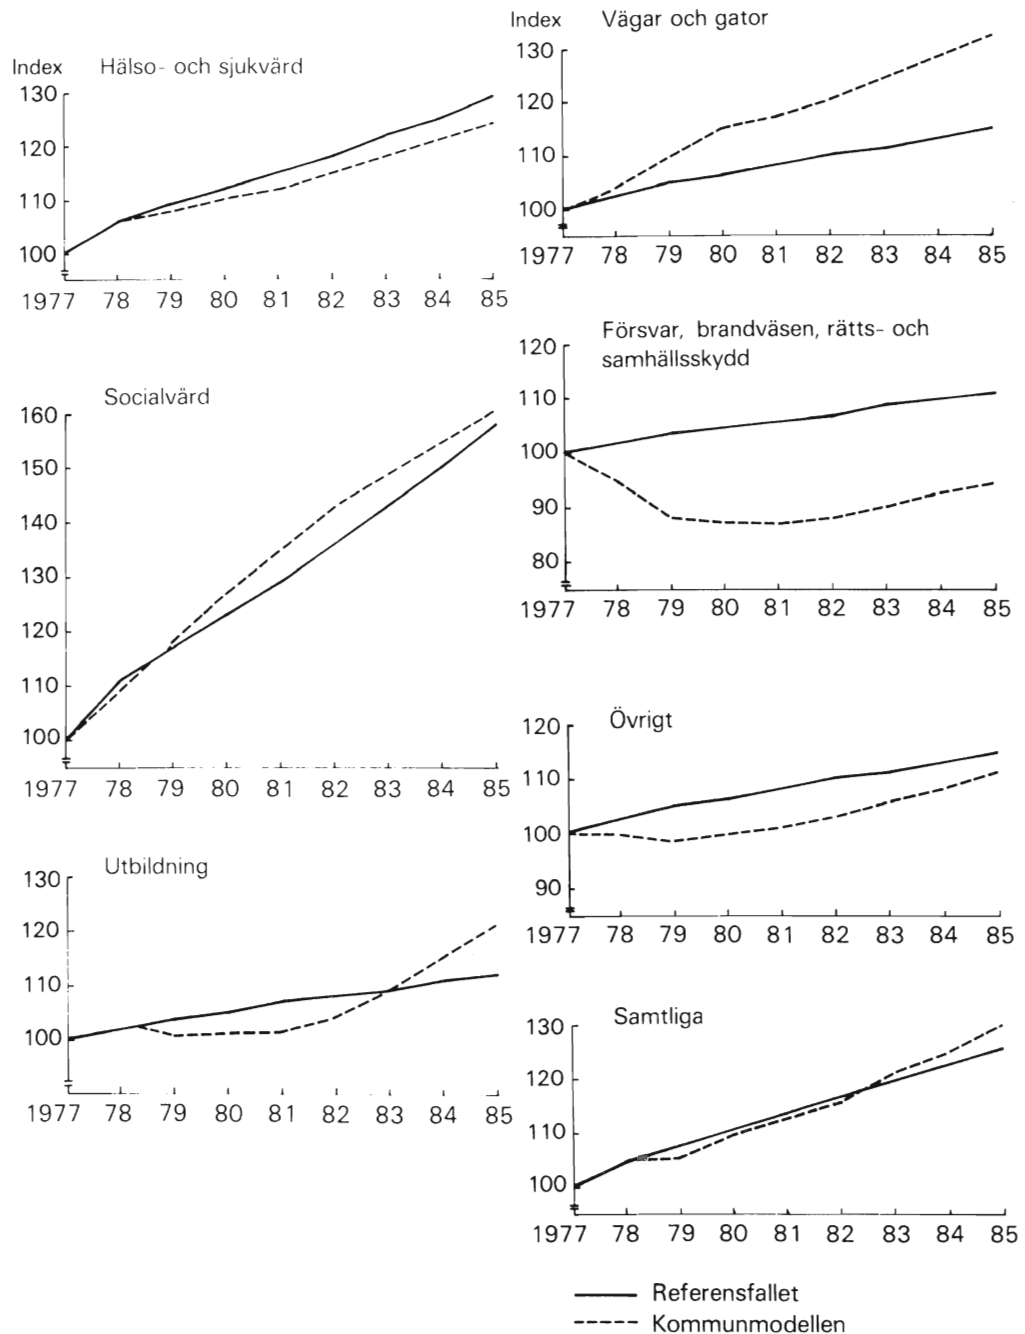 Index Hälso- och sjukvård
130
120
110
100
1977 78 79 80 81 82 83 84 85
Socialvård
160
150
140
130
120
110
100
1977 78 79 80 81 82 83 84 85
Utbildning
130
120
110
100
1977 78 79 80 81 82 83 84 85
Index Vägar och gator
130
120
110
100
1977 78 79 80 81 82 83 84 85
Försvar, brandväsen, rätts- och
samhällsskydd
120
110
100
90
80
1977 78 79 80 81 82 83 84 85
Övrigt
120
110
100
90
1977 78 79 80 81 82 83 84 85
Samtliga
130
120
110
100
1977 78 79 80 81 82 83 84 85
Referensfallet
Kommunmodellen